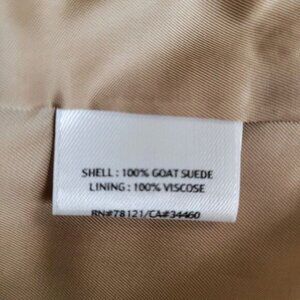 SHELL : 100% GOAT SUEDE
LINING : 100% VISCOSE
RN#78121/CA#34460